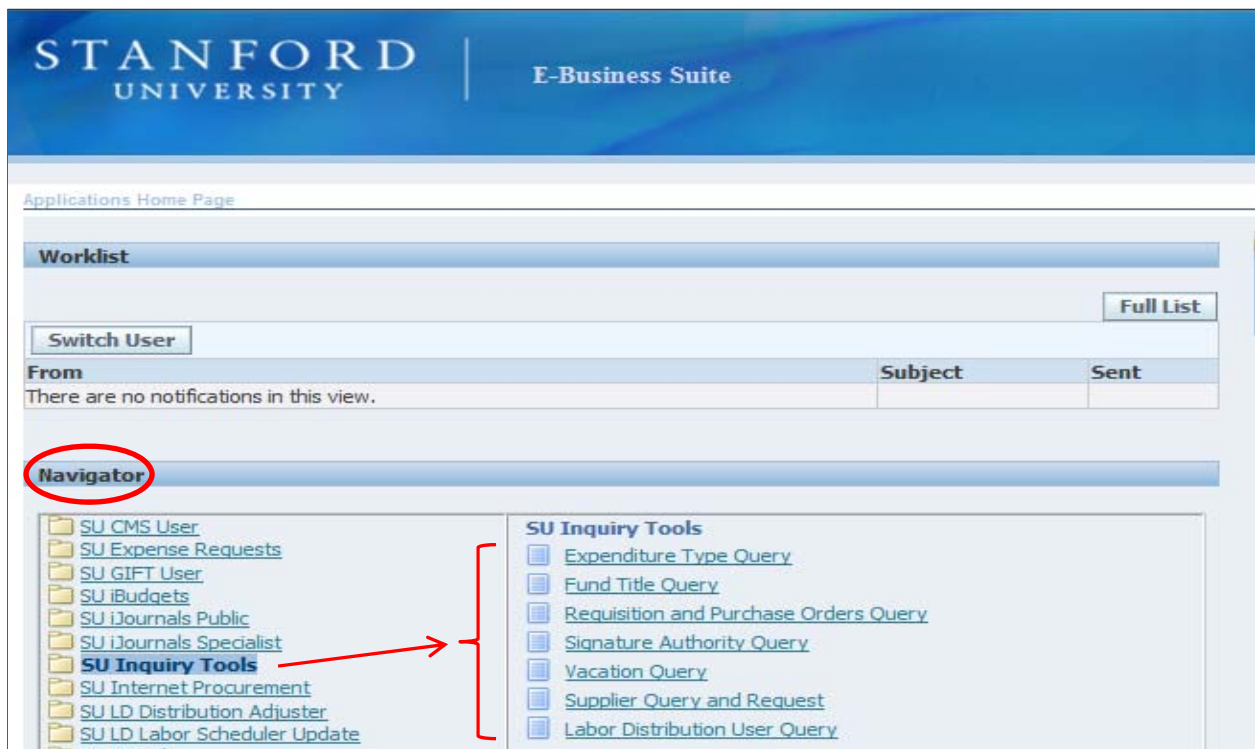 STANFORD
UNIVERSITY
E-Business Suite
Applications Home Page
Worklist
Full List
Switch User
From Subject Sent
There are no notifications in this view.
Navigator
SU CMS User
SU Expense Requests
SU GIFT User
SU iBudgets
SU iJournals Public
SU iJournals Specialist
SU Inquiry Tools
SU Internet Procurement
SU LD Distribution Adjuster
SU LD Labor Scheduler Update
SU Inquiry Tools
Expenditure Type Query
Fund Title Query
Requisition and Purchase Orders Query
Signature Authority Query
Vacation Query
Supplier Query and Request
Labor Distribution User Query